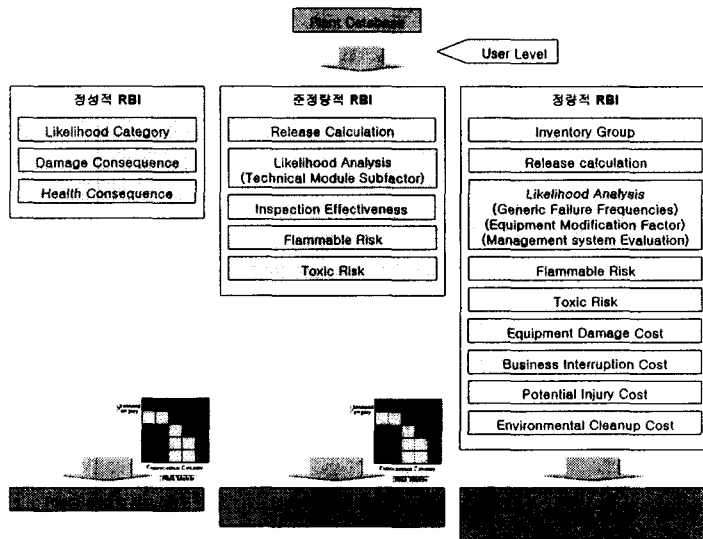 Plant Database
User Level
정성적 RBI
Likelihood Category
Damage Consequence
Health Consequence
준정량적 RBI
Release Calculation
Likelihood Analysis
(Technical Module Subfactor)
Inspection Effectiveness
Flammable Risk
Toxic Risk
정량적 RBI
Inventory Group
Release calculation
Likelihood Analysis
(Generic Failure Frequencies)
(Equipment Modification Factor)
(Management system Evaluation)
Flammable Risk
Toxic Risk
Equipment Damage Cost
Business Interruption Cost
Potential Injury Cost
Environmental Cleanup Cost